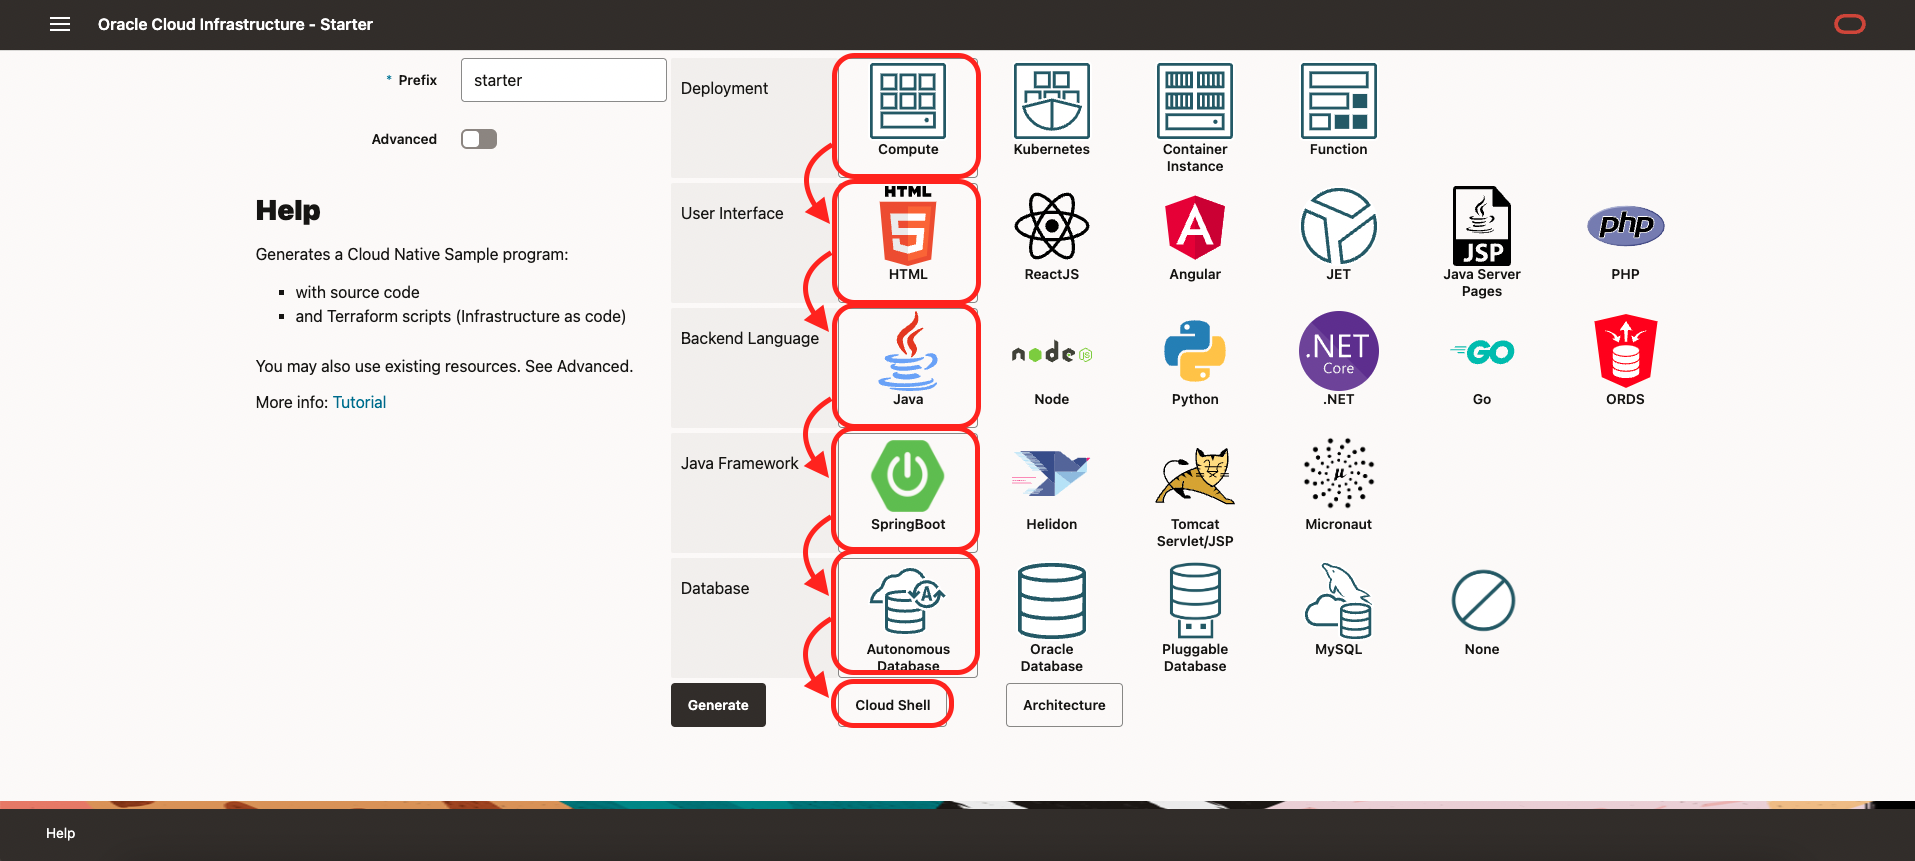 Oracle Cloud Infrastructure - Starter
* Prefix
starter
Advanced
Help
Generates a Cloud Native Sample program:
with source code
and Terraform scripts (Infrastructure as code)
You may also use existing resources. See Advanced.
More info: Tutorial
Deployment
Compute
Kubernetes
Container
Instance
Function
User Interface
HTML
5
HTML
ReactJS
A
Angular
JET
JSP
Java Server
Pages
php
PHP
Backend Language
Java
node
JS
Node
Python
.NET
Core
.NET
GO
Go
ORDS
Java Framework
SpringBoot
Helidon
Tomcat
Servlet/JSP
μ
Micronaut
Database
A
Autonomous
Database
Oracle
Database
Pluggable
Database
MySQL
None
Generate
Cloud Shell
Architecture
Help